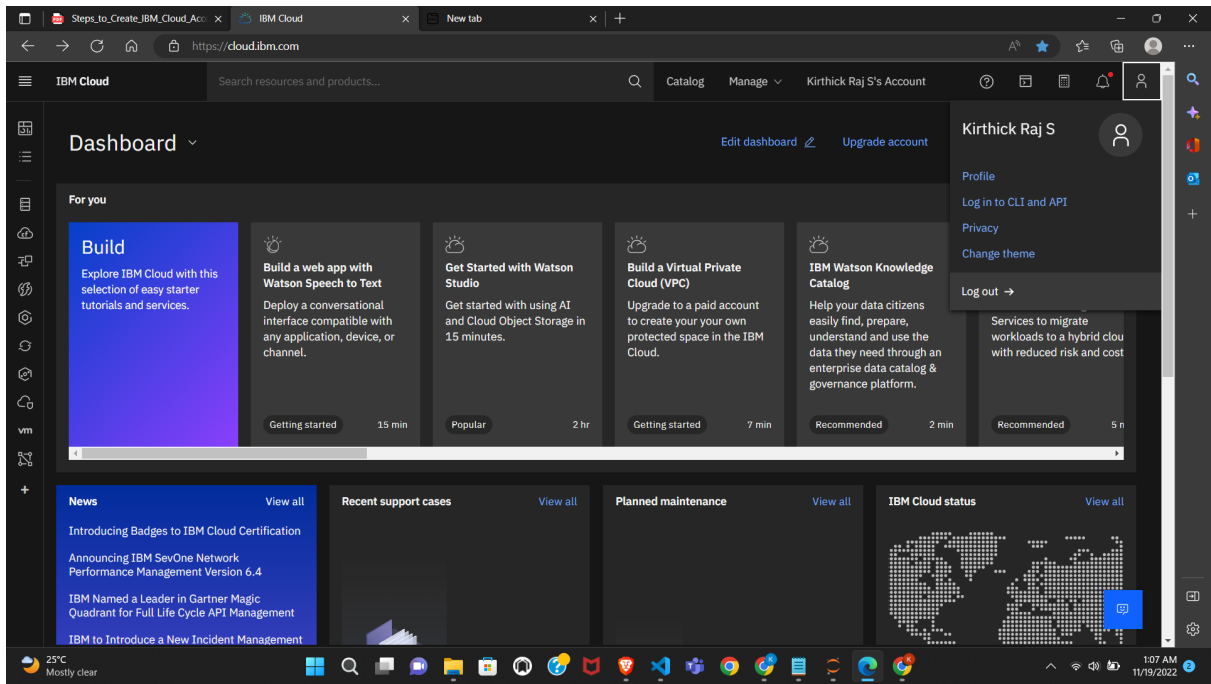 Steps_to_Create_IBM_Cloud_Acco
IBM Cloud
New tab
https://cloud.ibm.com
IBM Cloud
Search resources and products...
Catalog
Manage
Kirthick Raj S's Account
Dashboard
Edit dashboard
Upgrade account
Kirthick Raj S
Profile
Log in to CLI and API
Privacy
Change theme
Log out →
For you
Build
Explore IBM Cloud with this
selection of easy starter
tutorials and services.
Build a web app with
Watson Speech to Text
Deploy a conversational
interface compatible with
any application, device, or
channel.
Getting started 15 min
Get Started with Watson
Studio
Get started with using AI
and Cloud Object Storage in
15 minutes.
Popular 2 hr
Build a Virtual Private
Cloud (VPC)
Upgrade to a paid account
to create your your own
protected space in the IBM
Cloud.
Getting started 7 min
IBM Watson Knowledge
Catalog
Help your data citizens
easily find, prepare,
understand and use the
data they need through an
enterprise data catalog &
governance platform.
Recommended 2 min
Services to migrate
workloads to a hybrid clou
with reduced risk and cost
Recommended 5 n
vm
News View all
Introducing Badges to IBM Cloud Certification
Announcing IBM SevOne Network
Performance Management Version 6.4
IBM Named a Leader in Gartner Magic
Quadrant for Full Life Cycle API Management
IBM to Introduce a New Incident Management
Recent support cases View all
Planned maintenance View all
IBM Cloud status View all
25°C
Mostly clear
1:07 AM
11/19/2022
2